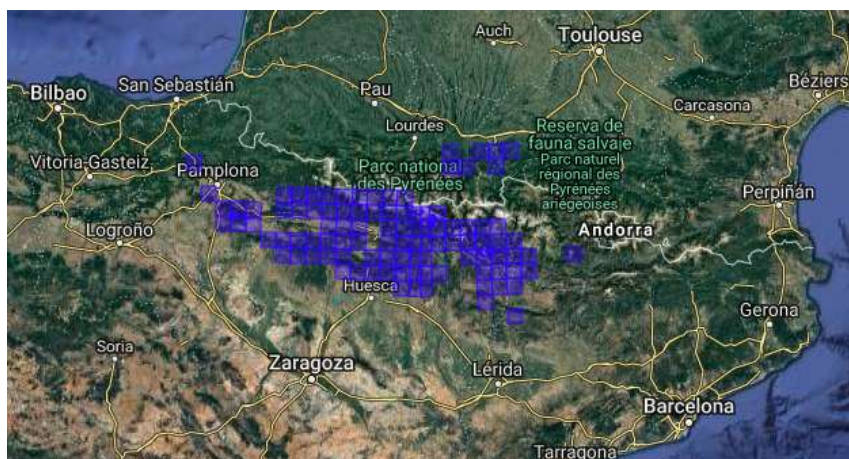 Auch
Toulouse
San Sebastián
Bilbao
Pau
Béziers
Carcasona
Lourdes
Reserva de
fauna salvaje
Parc naturel
régional des
Pyrénées
ariégeoises
Vitoria-Gasteiz
Pamplona
Parc national
des Pyrénées
Perpiñán
Logroño
Andorra
Huesca
Gerona
Soria
Zaragoza
Lérida
Barcelona
Tarragona